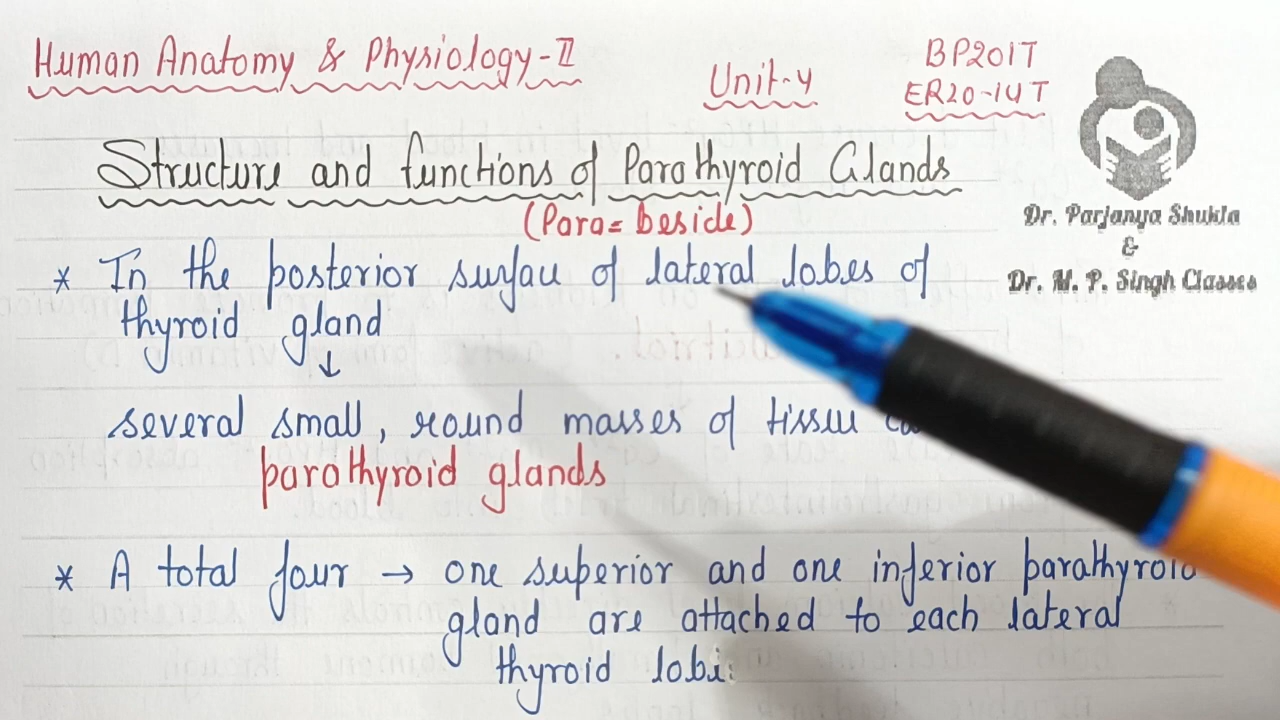 Human Anatomy & Physiology-II
Unit-4
BP201T
ER20-14T
Structure and functions of Parathyroid Glands
(Para= beside)
Dr. Parjanya Shukla
&
Dr. M. P. Singh Classes
* In the posterior surface of lateral lobes of
thyroid gland
↓
several small, round masses of tissue
parathyroid glands
* A total four → one superior and one inferior parathyroid
gland are attached to each lateral
thyroid lobe